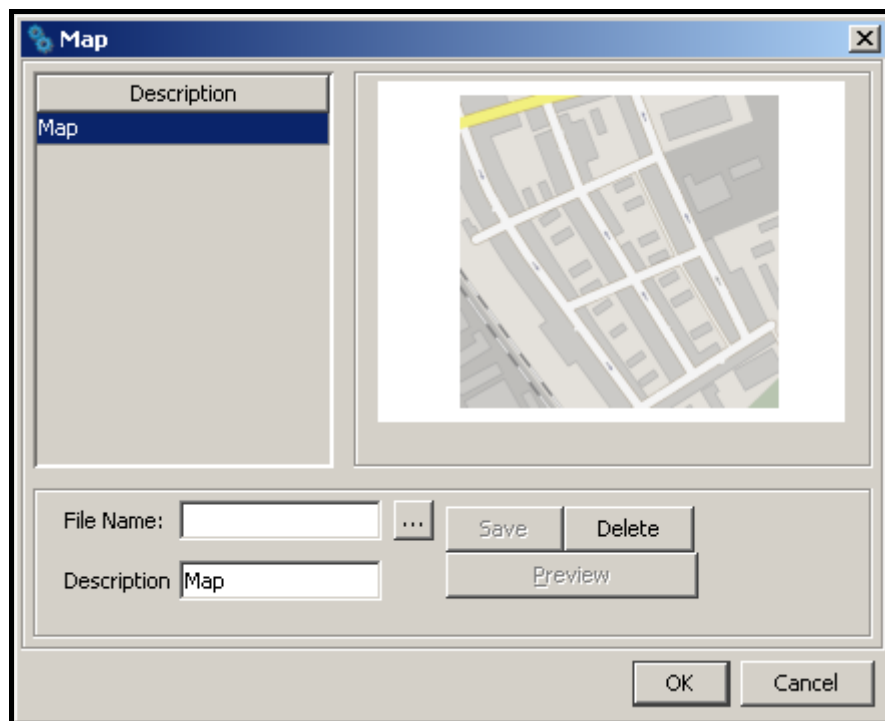 Map
Description
Map
File Name:
...
Save
Delete
Description
Map
Preview
OK
Cancel